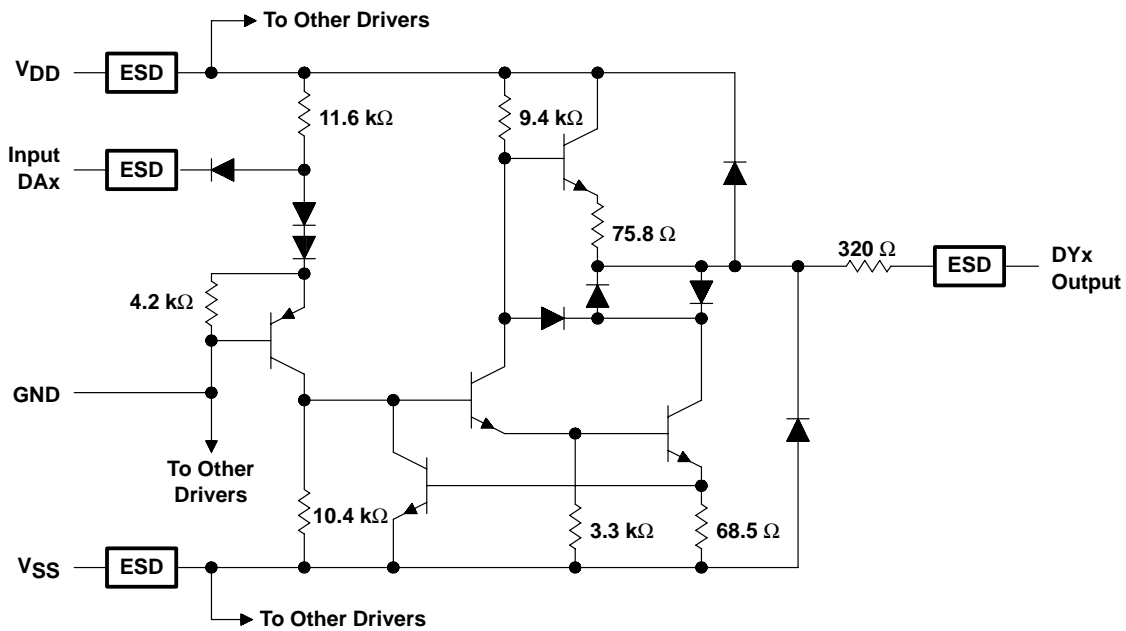 To Other Drivers
VDD
ESD
11.6 kΩ
9.4 kΩ
Input
DAx
ESD
75.8 Ω
320 Ω
ESD
DYx
Output
4.2 kΩ
GND
To Other
Drivers
10.4 kΩ
3.3 kΩ
68.5 Ω
VSS
ESD
To Other Drivers